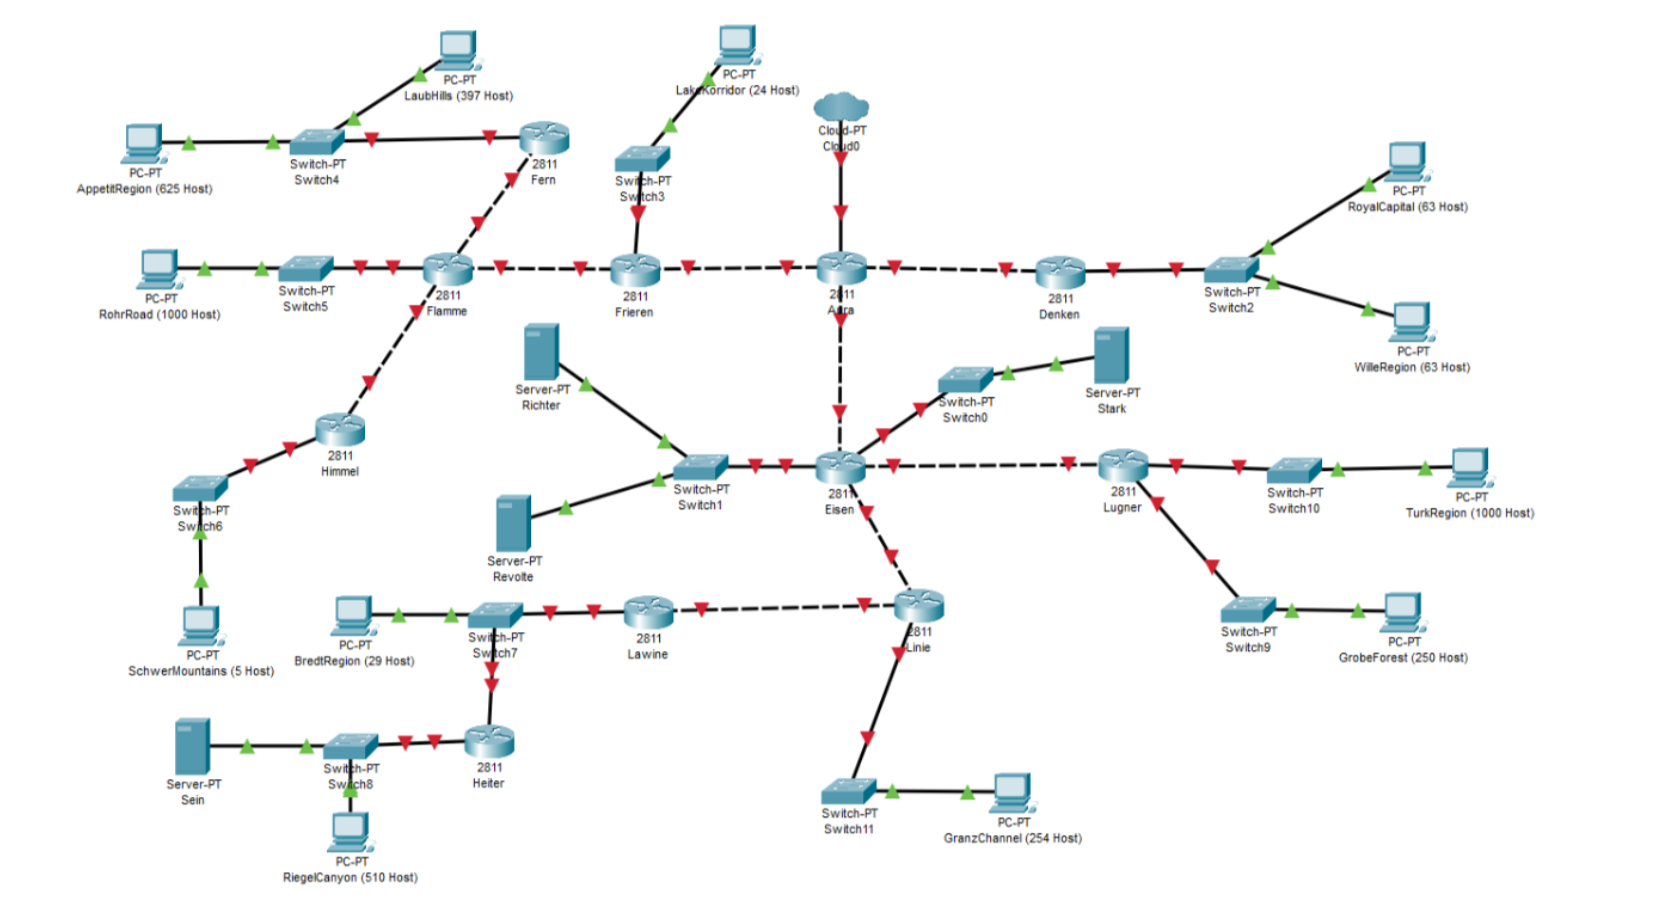 PC-PT
LaubHills (397 Host)
PC-PT
LakeKorridor (24 Host)
Cloud-PT
Cloud0
PC-PT
AppetitRegion (625 Host)
Switch-PT
Switch4
2811
Fern
Switch-PT
Switch3
PC-PT
RoyalCapital (63 Host)
PC-PT
RohrRoad (1000 Host)
Switch-PT
Switch5
2811
Flamme
2811
Frieren
2811
Aura
2811
Denken
Switch-PT
Switch2
PC-PT
WilleRegion (63 Host)
Server-PT
Richter
Switch-PT
Switch0
Server-PT
Stark
2811
Himmel
Switch-PT
Switch6
Switch-PT
Switch1
2811
Eisen
2811
Lugner
Switch-PT
Switch10
PC-PT
TurkRegion (1000 Host)
Server-PT
Revolte
PC-PT
SchwerMountains (5 Host)
PC-PT
BredtRegion (29 Host)
Switch-PT
Switch7
2811
Lawine
2811
Linie
Switch-PT
Switch9
PC-PT
GrobeForest (250 Host)
Server-PT
Sein
Switch-PT
Switch8
2811
Heiter
Switch-PT
Switch11
PC-PT
GranzChannel (254 Host)
PC-PT
RiegelCanyon (510 Host)